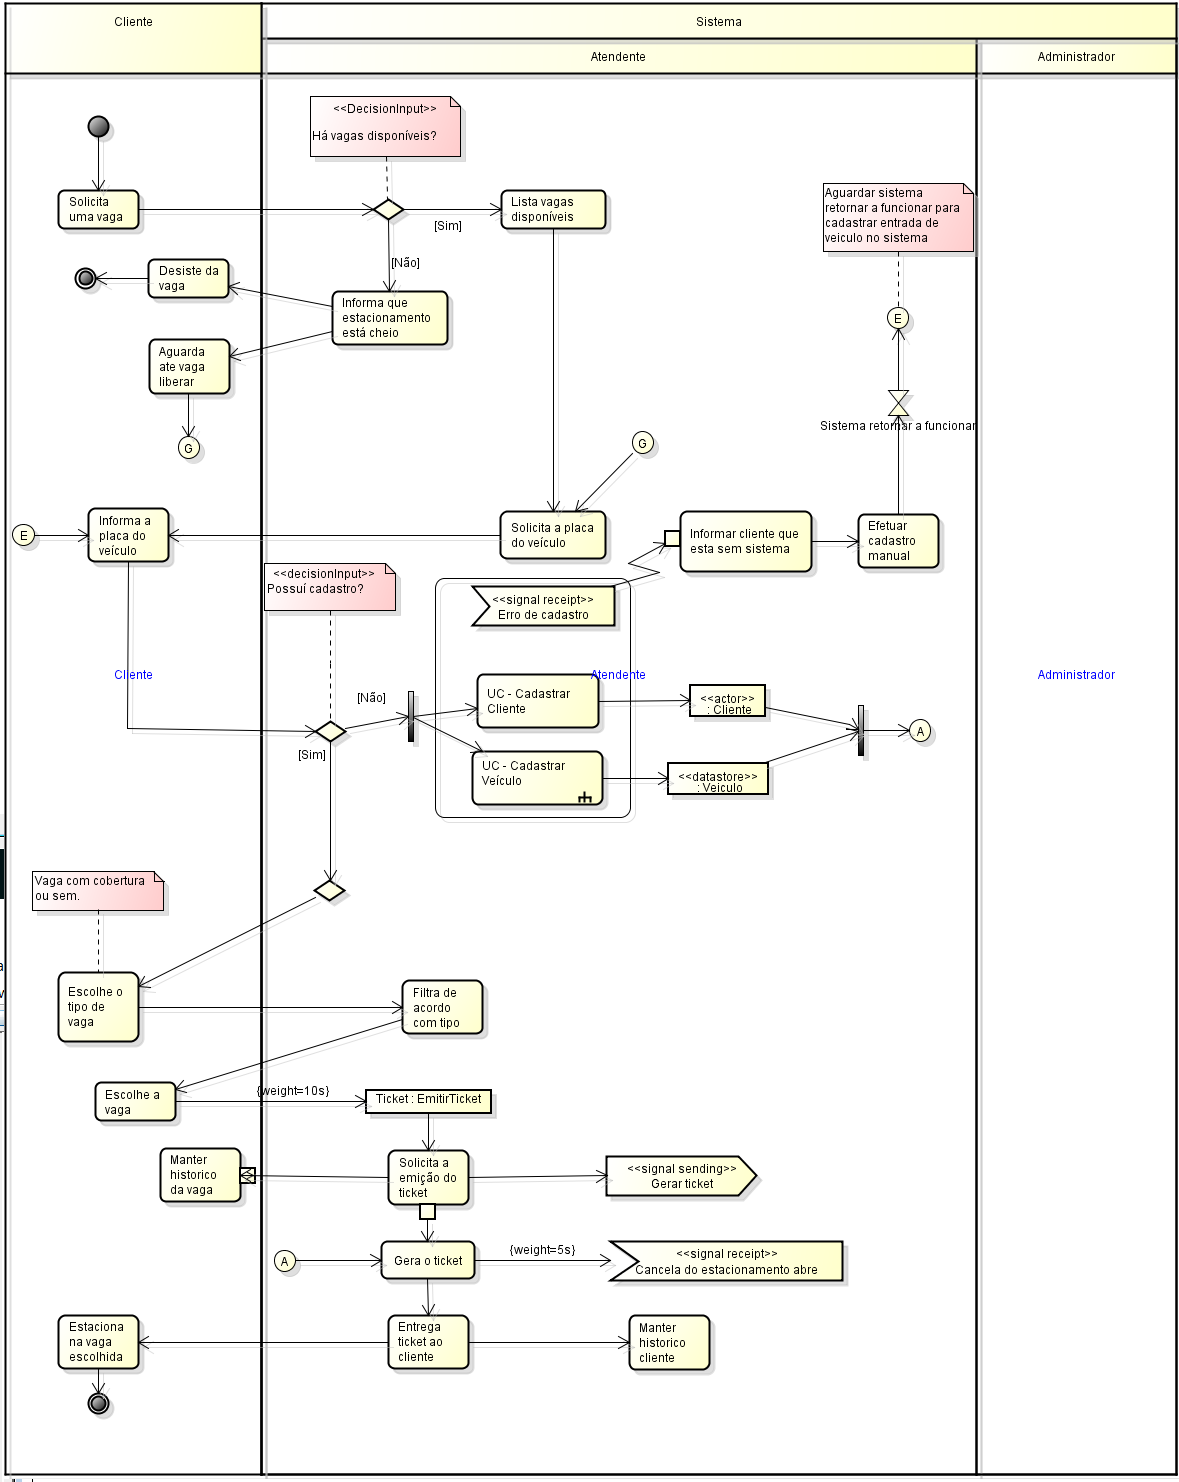 Cliente
Sistema
Atendente
Administrador
<<DecisionInput>>
Há vagas disponíveis?
Solicita
uma vaga
[Sim]
Lista vagas
disponíveis
Aguardar sistema
retornar a funcionar para
cadastrar entrada de
veiculo no sistema
[Não]
Desiste da
vaga
Informa que
estacionamento
está cheio
E
Aguarda
ate vaga
liberar
Sistema retornar a funcionar
G
G
E
Informa a
placa do
veículo
Solicita a placa
do veículo
Informar cliente que
esta sem sistema
Efetuar
cadastro
manual
<<decisionInput>>
Possuí cadastro?
<<signal receipt>>
Erro de cadastro
Cliente
Atendente
Administrador
[Não]
UC - Cadastrar
Cliente
<<actor>>
: Cliente
A
[Sim]
UC - Cadastrar
Veículo
<<datastore>>
: Veiculo
Vaga com cobertura
ou sem.
Escolhe o
tipo de
vaga
Filtra de
acordo
com tipo
Escolhe a
vaga
{weight=10s}
Ticket : EmitirTicket
Manter
historico
da vaga
Solicita a
emição do
ticket
<<signal sending>>
Gerar ticket
A
Gera o ticket
{weight=5s}
<<signal receipt>>
Cancela do estacionamento abre
Estaciona
na vaga
escolhida
Entrega
ticket ao
cliente
Manter
historico
cliente